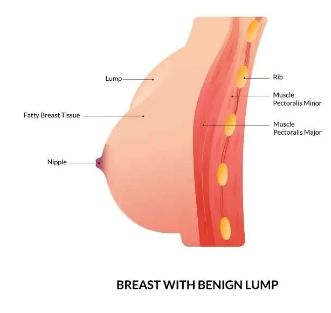 Lump
Rib
Muscle
Pectoralis Minor
Fatty Breast Tissue
Muscle
Pectoralis Major
Nipple
BREAST WITH BENIGN LUMP